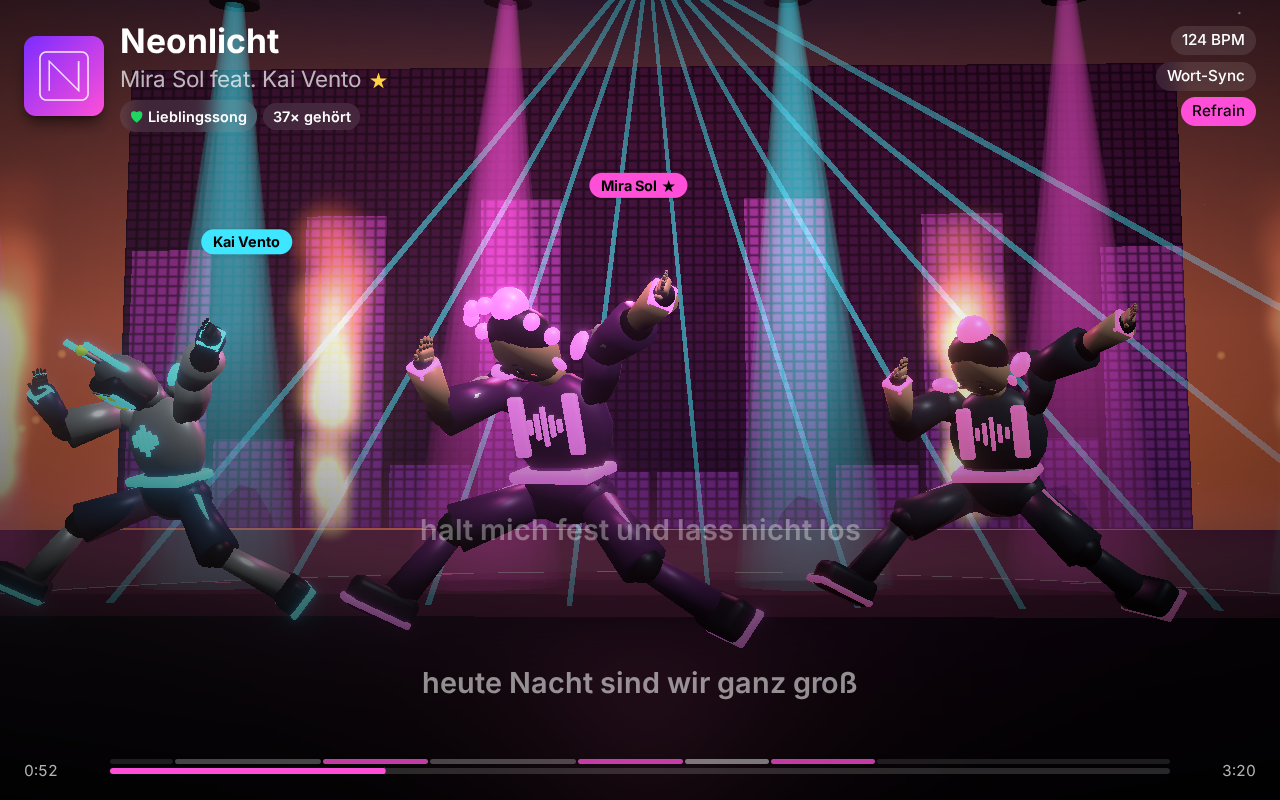 N
Neonlicht
Mira Sol feat. Kai Vento ★
Lieblingssong
37× gehört
124 BPM
Wort-Sync
Refrain
Mira Sol ★
Kai Vento
halt mich fest und lass nicht los
heute Nacht sind wir ganz groß
0:52
3:20